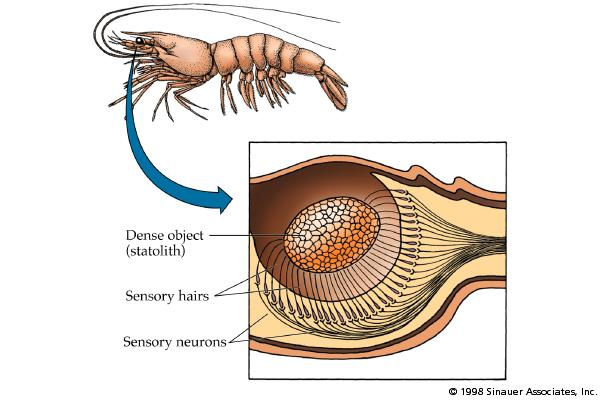 Dense object
(statolith)
Sensory hairs
Sensory neurons
© 1998 Sinauer Associates, Inc.